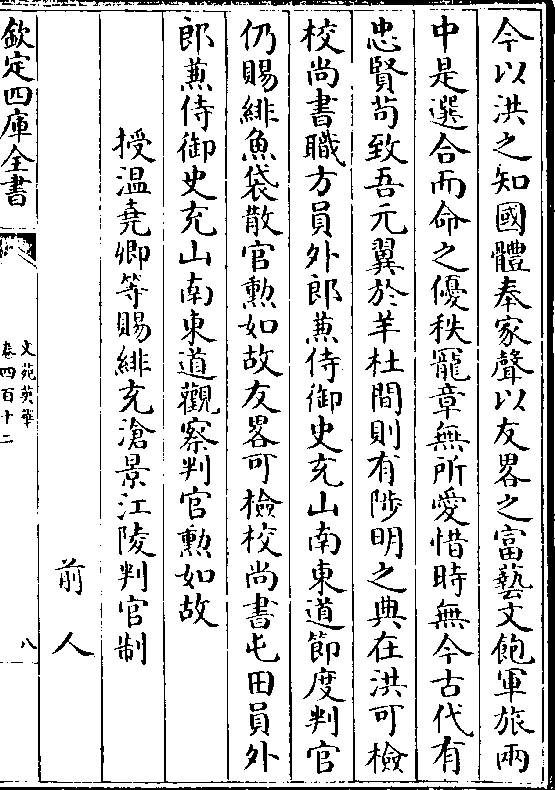 今以洪之知國體奉家聲以友畧之富藝文飽軍旅兩
中是選合而命之優秩寵章無所愛惜時無今古代有
忠賢茍致吾元翼於羊杜間則有陟明之典在洪可檢
校尚書職方員外郎蕪侍御史充山南東道節度判官
仍賜緋魚袋散官勲如故友畧可檢校尚書屯田員外
郎蕪侍御史充山南東道觀察判官勲如故
授温堯卿等賜緋充滄景江陵判官制
前人
欽定四庫全書
文苑英華
卷四百十二
八